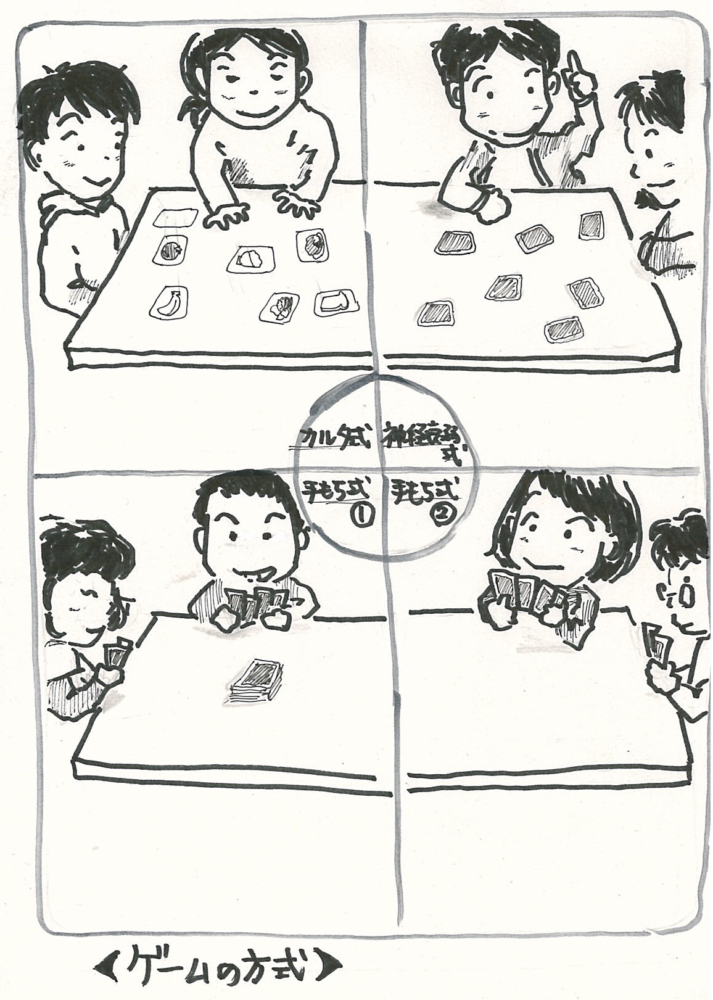 カルタ式
神経衰弱
式
手もち式
①
手もち式
②
<ゲームの方式>